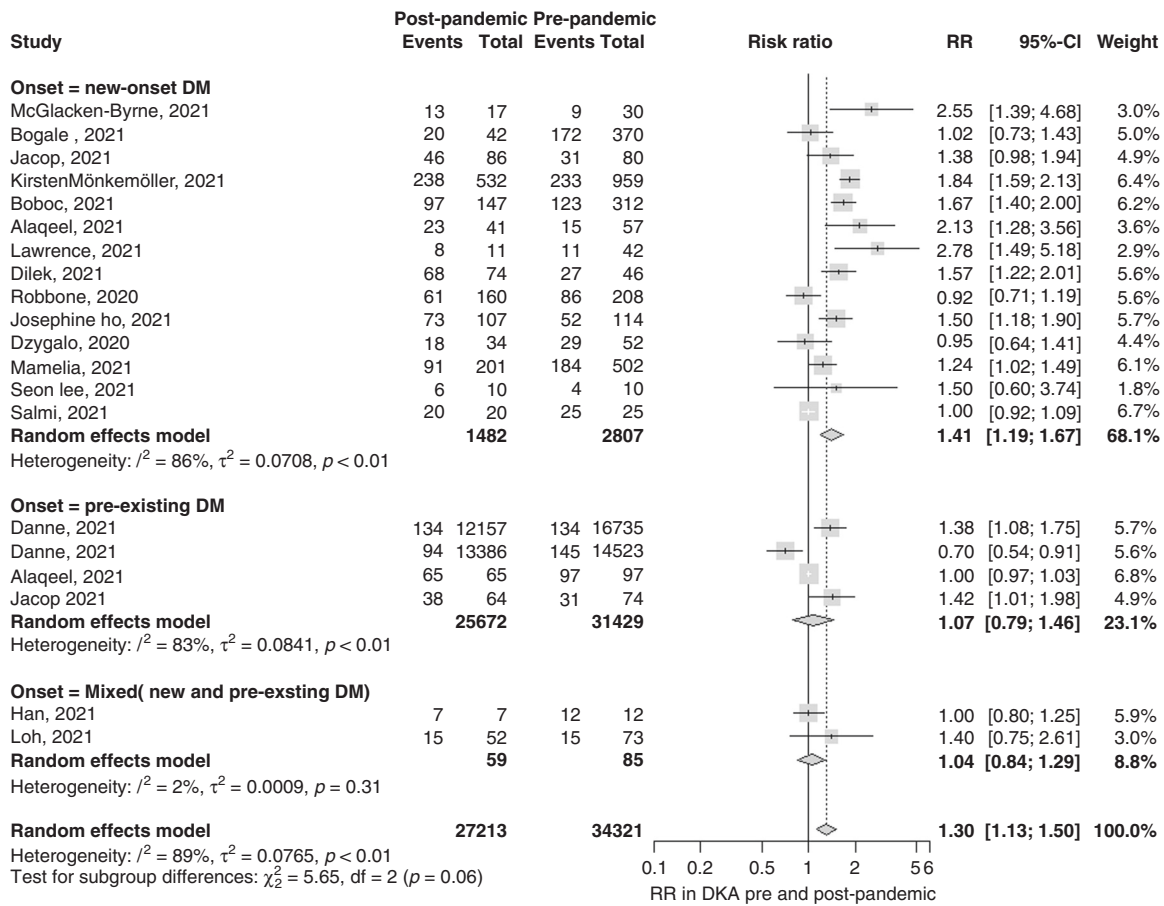 Post-pandemic Pre-pandemic
Study Events Total Events Total Risk ratio RR 95%-CI Weight
Onset = new-onset DM
McGlacken-Byrne, 2021 13 17 9 30 2.55 [1.39; 4.68] 3.0%
Bogale , 2021 20 42 172 370 1.02 [0.73; 1.43] 5.0%
Jacop, 2021 46 86 31 80 1.38 [0.98; 1.94] 4.9%
KirstenMönkemöller, 2021 238 532 233 959 1.84 [1.59; 2.13] 6.4%
Boboc, 2021 97 147 123 312 1.67 [1.40; 2.00] 6.2%
Alaqeel, 2021 23 41 15 57 2.13 [1.28; 3.56] 3.6%
Lawrence, 2021 8 11 11 42 2.78 [1.49; 5.18] 2.9%
Dilek, 2021 68 74 27 46 1.57 [1.22; 2.01] 5.6%
Robbone, 2020 61 160 86 208 0.92 [0.71; 1.19] 5.6%
Josephine ho, 2021 73 107 52 114 1.50 [1.18; 1.90] 5.7%
Dzygalo, 2020 18 34 29 52 0.95 [0.64; 1.41] 4.4%
Mamelia, 2021 91 201 184 502 1.24 [1.02; 1.49] 6.1%
Seon lee, 2021 6 10 4 10 1.50 [0.60; 3.74] 1.8%
Salmi, 2021 20 20 25 25 1.00 [0.92; 1.09] 6.7%
Random effects model 1482 2807 1.41 [1.19; 1.67] 68.1%
Heterogeneity: I² = 86%, τ² = 0.0708, p < 0.01
Onset = pre-existing DM
Danne, 2021 134 12157 134 16735 1.38 [1.08; 1.75] 5.7%
Danne, 2021 94 13386 145 14523 0.70 [0.54; 0.91] 5.6%
Alaqeel, 2021 65 65 97 97 1.00 [0.97; 1.03] 6.8%
Jacop 2021 38 64 31 74 1.42 [1.01; 1.98] 4.9%
Random effects model 25672 31429 1.07 [0.79; 1.46] 23.1%
Heterogeneity: I² = 83%, τ² = 0.0841, p < 0.01
Onset = Mixed( new and pre-exsting DM)
Han, 2021 7 7 12 12 1.00 [0.80; 1.25] 5.9%
Loh, 2021 15 52 15 73 1.40 [0.75; 2.61] 3.0%
Random effects model 59 85 1.04 [0.84; 1.29] 8.8%
Heterogeneity: I² = 2%, τ² = 0.0009, p = 0.31
Random effects model 27213 34321 1.30 [1.13; 1.50] 100.0%
Heterogeneity: I² = 89%, τ² = 0.0765, p < 0.01
Test for subgroup differences: χ²₂ = 5.65, df = 2 (p = 0.06)
0.1 0.2 0.5 1 2 5 6
RR in DKA pre and post-pandemic